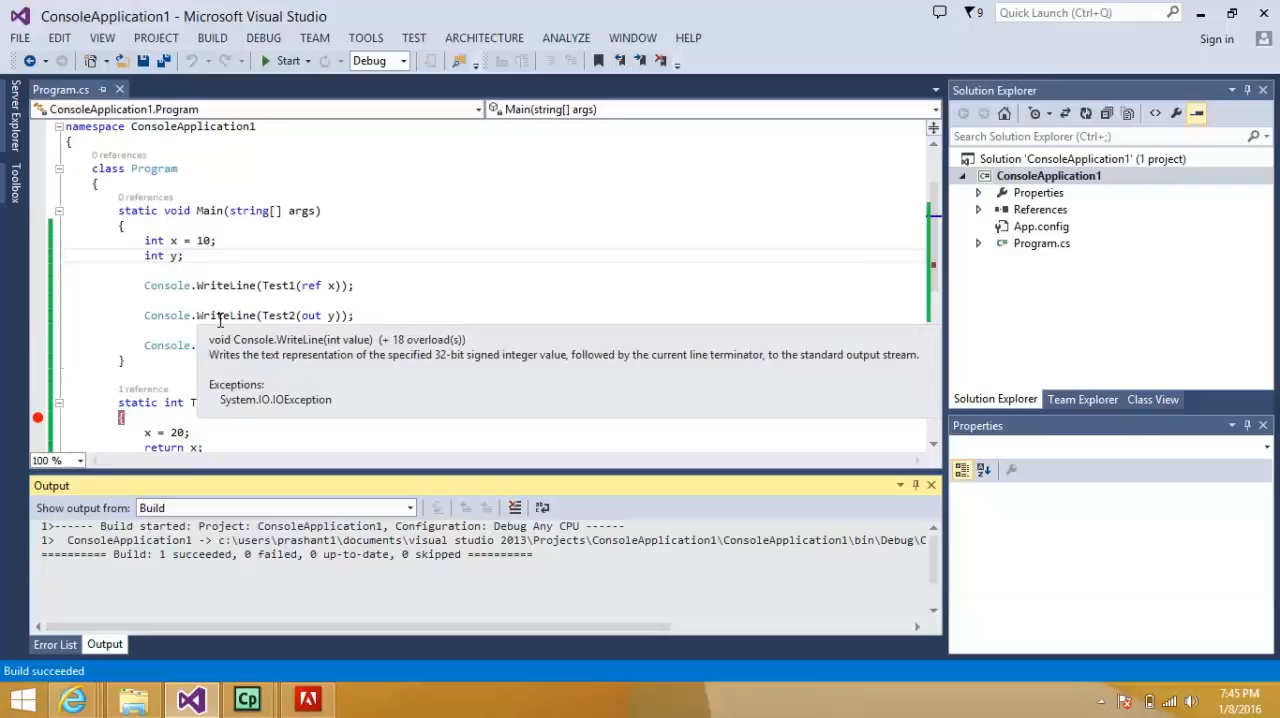 ConsoleApplication1 - Microsoft Visual Studio
9
Quick Launch (Ctrl+Q)
FILE EDIT VIEW PROJECT BUILD DEBUG TEAM TOOLS TEST ARCHITECTURE ANALYZE WINDOW HELP
Sign in
Start Debug
Server Explorer
Toolbox
Program.cs
ConsoleApplication1.Program
Main(string[] args)
namespace ConsoleApplication1
{
0 references
class Program
{
0 references
static void Main(string[] args)
{
int x = 10;
int y;
Console.WriteLine(Test1(ref x));
Console.WriteLine(Test2(out y));
void Console.WriteLine(int value) (+ 18 overload(s))
Writes the text representation of the specified 32-bit signed integer value, followed by the current line terminator, to the standard output stream.
Exceptions:
System.IO.IOException
Console.
}
1 reference
static int T
{
x = 20;
return x;
100 %
Output
Show output from: Build
1>------ Build started: Project: ConsoleApplication1, Configuration: Debug Any CPU ------
1> ConsoleApplication1 -> c:\users\prashant1\documents\visual studio 2013\Projects\ConsoleApplication1\ConsoleApplication1\bin\Debug\C
========== Build: 1 succeeded, 0 failed, 0 up-to-date, 0 skipped ==========
Error List Output
Solution Explorer
Search Solution Explorer (Ctrl+;)
Solution 'ConsoleApplication1' (1 project)
C# ConsoleApplication1
Properties
References
App.config
C# Program.cs
Solution Explorer Team Explorer Class View
Properties
Build succeeded
Cp
7:45 PM
1/8/2016